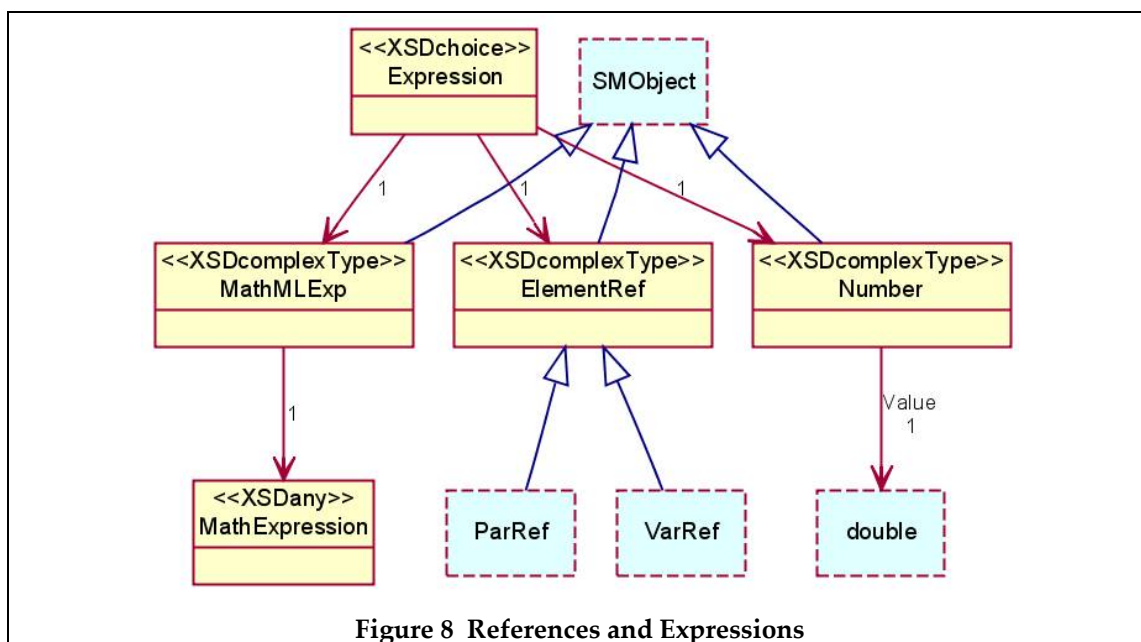 <<XSDchoice>>
Expression
SMObject
1
1
1
<<XSDcomplexType>>
MathMLExp
<<XSDcomplexType>>
ElementRef
<<XSDcomplexType>>
Number
1
Value
1
<<XSDany>>
MathExpression
ParRef
VarRef
double
Figure 8 References and Expressions